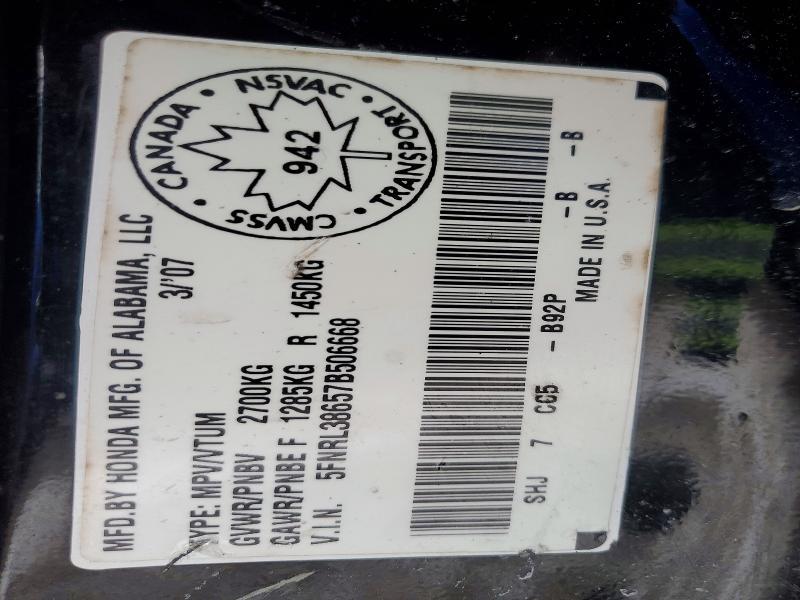 MFD. BY HONDA MFG. OF ALABAMA, LLC
3/'07
TYPE: MPV/VTUM
GVWR/PNBV 2700KG
GAWR/PNBE F 1285KG R 1450KG
V.I.N. 5FNRL38657B506668
CANADA • NSVAC • TRANSPORT • CMVSS •
942
SHJ 7 CC5 - B92P - B - B
MADE IN U.S.A.